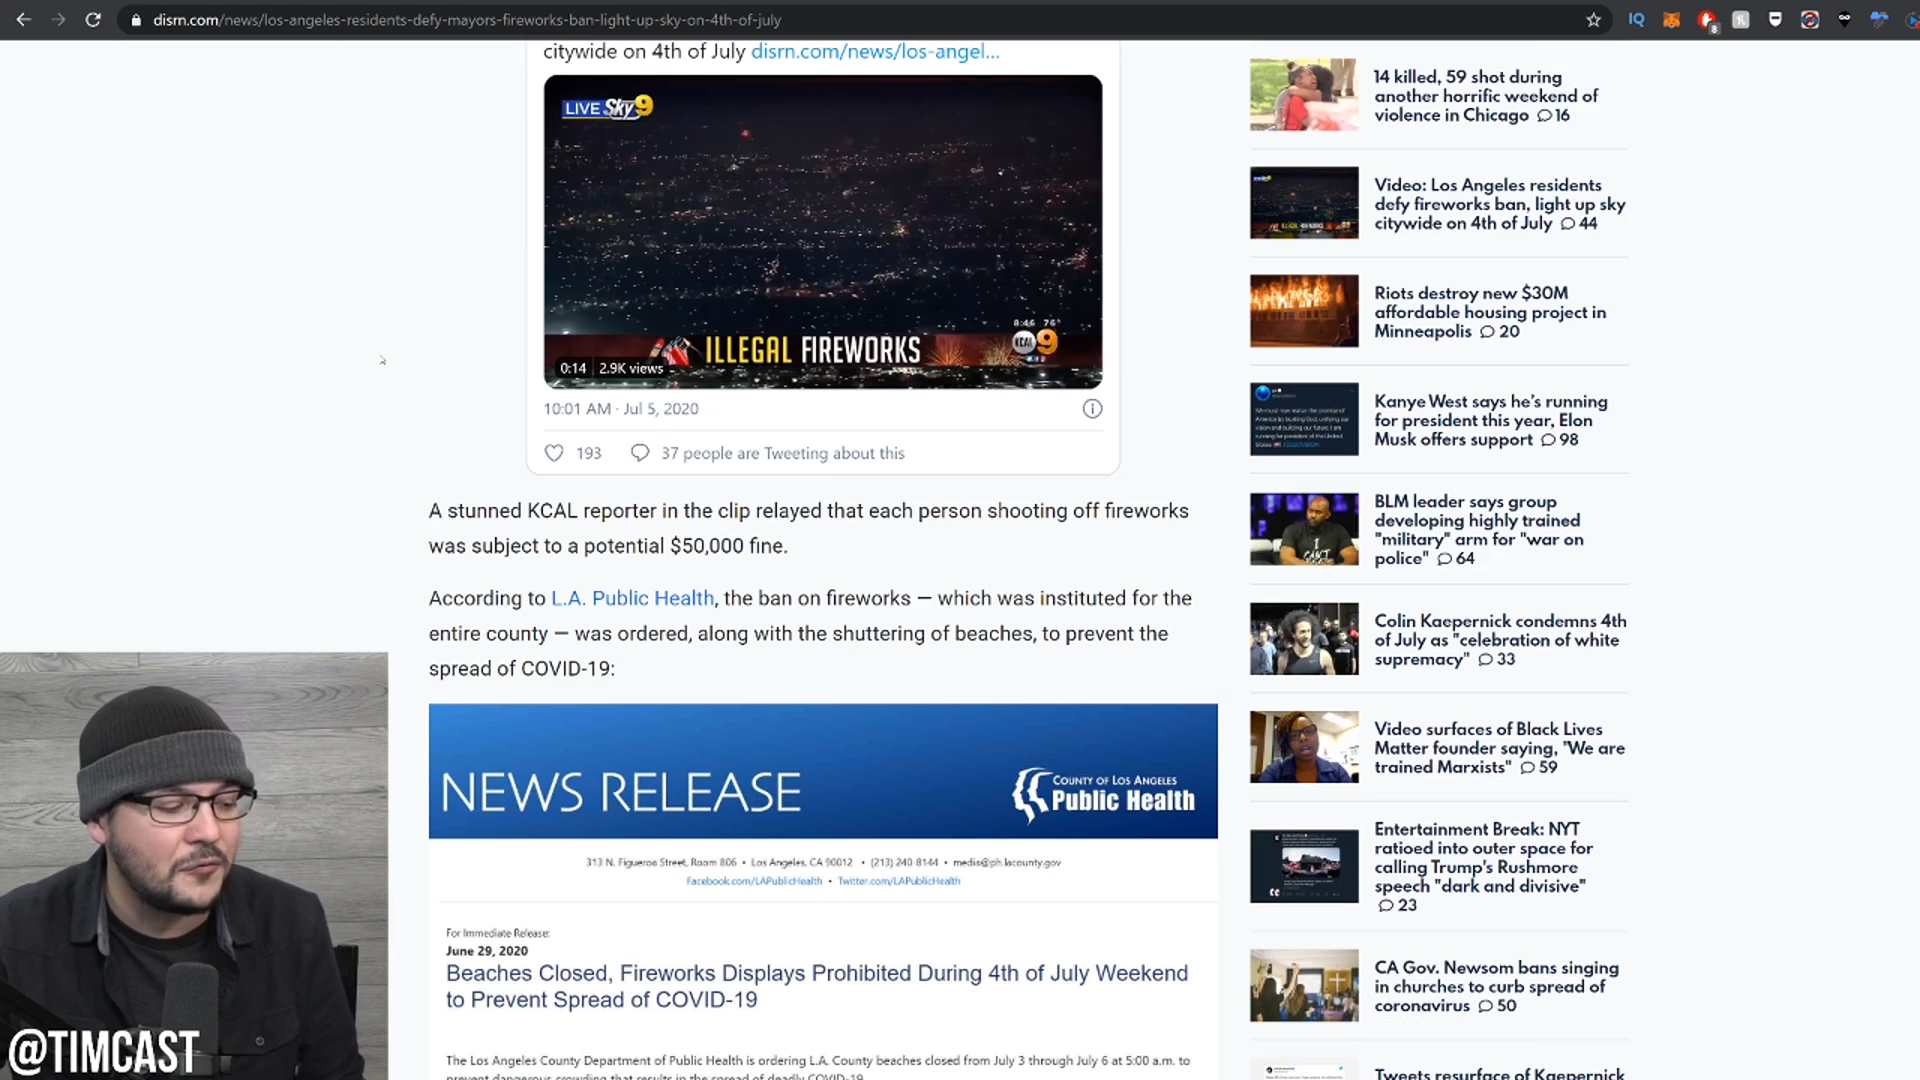 disrn.com/news/los-angeles-residents-defy-mayors-fireworks-ban-light-up-sky-on-4th-of-july
IQ
8
citywide on 4th of July disrn.com/news/los-angel...
LIVE Sky9
8:46 76°
ILLEGAL FIREWORKS
KCAL 9
0:14 2.9K views
10:01 AM · Jul 5, 2020
193 37 people are Tweeting about this
A stunned KCAL reporter in the clip relayed that each person shooting off fireworks
was subject to a potential $50,000 fine.
According to L.A. Public Health, the ban on fireworks — which was instituted for the
entire county — was ordered, along with the shuttering of beaches, to prevent the
spread of COVID-19:
NEWS RELEASE
COUNTY OF LOS ANGELES
Public Health
313 N. Figueroa Street, Room 806 • Los Angeles, CA 90012 • (213) 240-8144 • media@ph.lacounty.gov
Facebook.com/LAPublicHealth • Twitter.com/LAPublicHealth
For Immediate Release:
June 29, 2020
Beaches Closed, Fireworks Displays Prohibited During 4th of July Weekend
to Prevent Spread of COVID-19
The Los Angeles County Department of Public Health is ordering L.A. County beaches closed from July 3 through July 6 at 5:00 a.m. to
prevent dangerous crowding that results in the spread of deadly COVID-19.
14 killed, 59 shot during
another horrific weekend of
violence in Chicago 16
Video: Los Angeles residents
defy fireworks ban, light up sky
citywide on 4th of July 44
Riots destroy new $30M
affordable housing project in
Minneapolis 20
Kanye West says he's running
for president this year, Elon
Musk offers support 98
BLM leader says group
developing highly trained
"military" arm for "war on
police" 64
Colin Kaepernick condemns 4th
of July as "celebration of white
supremacy" 33
Video surfaces of Black Lives
Matter founder saying, "We are
trained Marxists" 59
Entertainment Break: NYT
ratioed into outer space for
calling Trump's Rushmore
speech "dark and divisive"
23
CA Gov. Newsom bans singing
in churches to curb spread of
coronavirus 50
Tweets resurface of Kaepernick
@TIMCAST